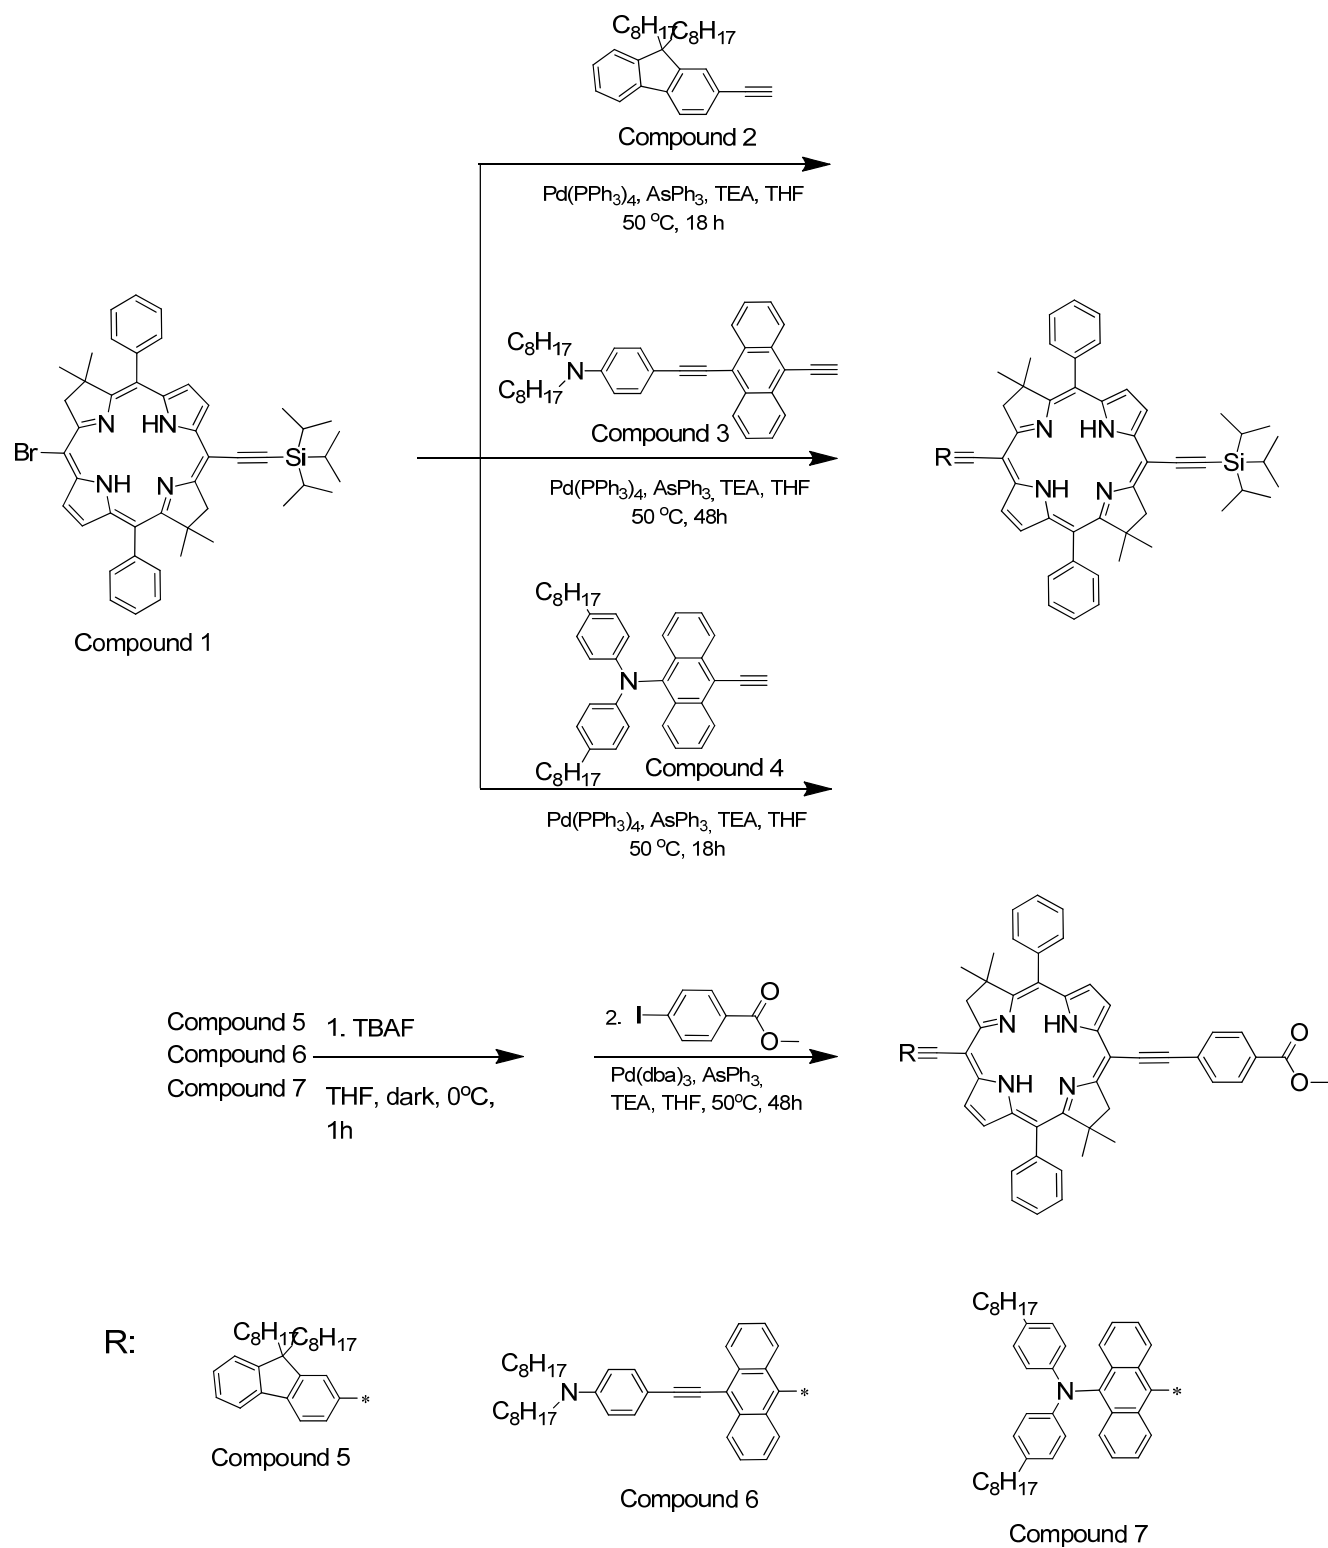 C8H17
C8H17
Compound 2
Pd(PPh3)4, AsPh3, TEA, THF
50 °C, 18 h
C8H17
N
C8H17
Compound 3
Pd(PPh3)4, AsPh3, TEA, THF
50 °C, 48h
N
HN
Br
Si
NH
N
Compound 1
N
HN
R
Si
NH
N
C8H17
N
C8H17
Compound 4
Pd(PPh3)4, AsPh3, TEA, THF
50 °C, 18h
Compound 5
Compound 6
Compound 7
1. TBAF
THF, dark, 0°C,
1h
2.
I
O
O
Pd(dba)3, AsPh3,
TEA, THF, 50°C, 48h
N
HN
R
O
O
NH
N
R:
C8H17
C8H17
*
Compound 5
C8H17
N
C8H17
*
Compound 6
C8H17
N
*
C8H17
Compound 7